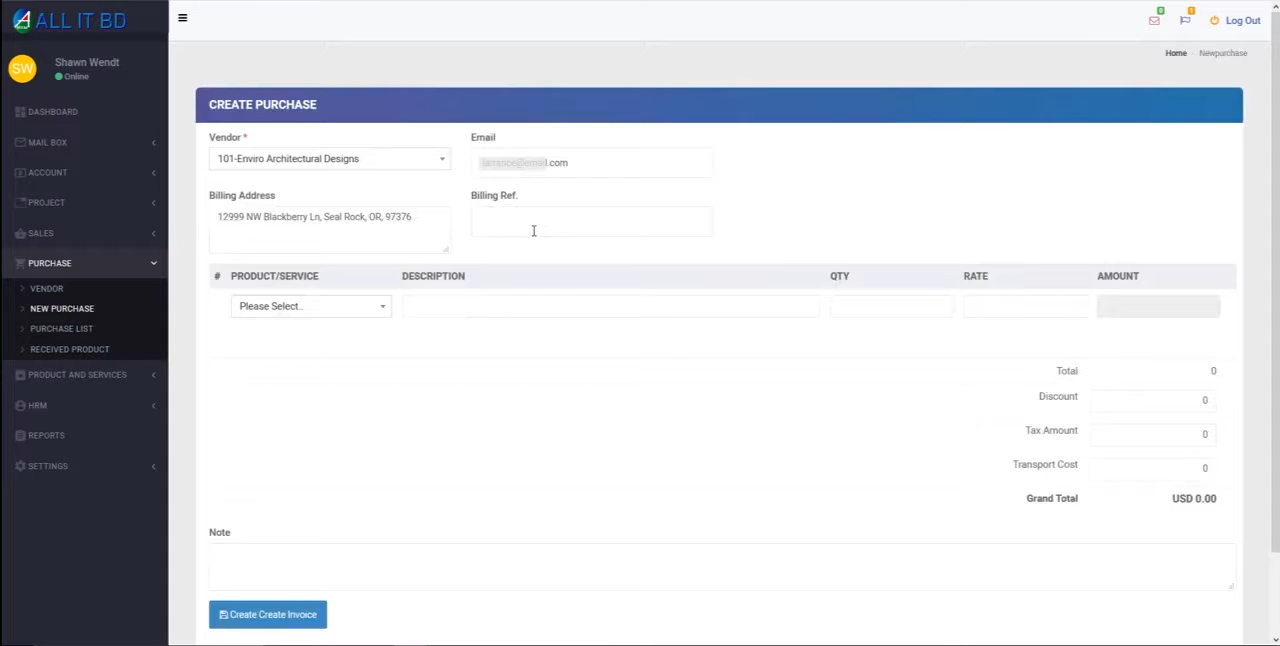 ALL IT BD
0
1
Log Out
SW
Shawn Wendt
Online
Home - Newpurchase
DASHBOARD
MAIL BOX
ACCOUNT
PROJECT
SALES
PURCHASE
VENDOR
NEW PURCHASE
PURCHASE LIST
RECEIVED PRODUCT
PRODUCT AND SERVICES
HRM
REPORTS
SETTINGS
CREATE PURCHASE
Vendor *
Email
101-Enviro Architectural Designs
.com
Billing Address
Billing Ref.
12999 NW Blackberry Ln, Seal Rock, OR, 97376
# PRODUCT/SERVICE DESCRIPTION QTY RATE AMOUNT
Please Select..
Total 0
Discount 0
Tax Amount 0
Transport Cost 0
Grand Total USD 0.00
Note
Create Create Invoice